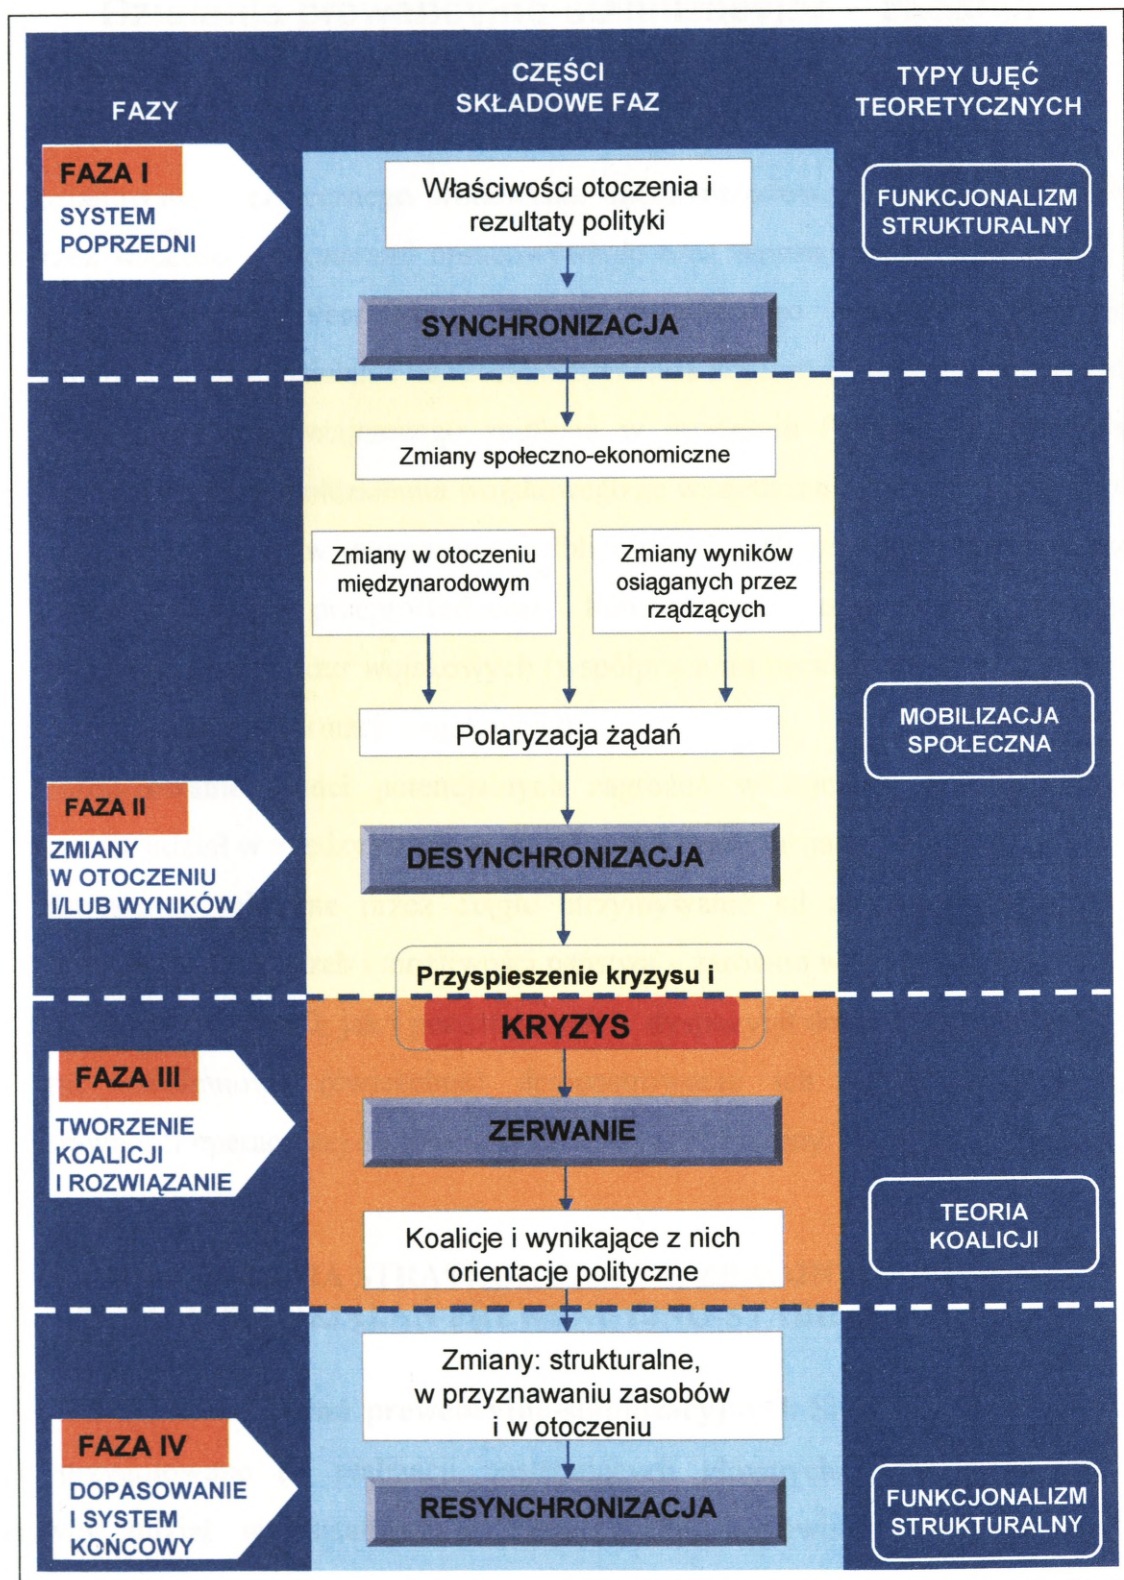 FAZY
CZĘŚCI
SKŁADOWE FAZ
TYPY UJĘĆ
TEORETYCZNYCH
FAZA I
SYSTEM
POPRZEDNI
Właściwości otoczenia i
rezultaty polityki
FUNKCJONALIZM
STRUKTURALNY
SYNCHRONIZACJA
Zmiany społeczno-ekonomiczne
Zmiany w otoczeniu
międzynarodowym
Zmiany wyników
osiąganych przez
rządzących
Polaryzacja żądań
MOBILIZACJA
SPOŁECZNA
FAZA II
ZMIANY
W OTOCZENIU
I/LUB WYNIKÓW
DESYNCHRONIZACJA
Przyspieszenie kryzysu i
KRYZYS
FAZA III
TWORZENIE
KOALICJI
I ROZWIĄZANIE
ZERWANIE
Koalicje i wynikające z nich
orientacje polityczne
TEORIA
KOALICJI
Zmiany: strukturalne,
w przyznawaniu zasobów
i w otoczeniu
FAZA IV
DOPASOWANIE
I SYSTEM
KOŃCOWY
RESYNCHRONIZACJA
FUNKCJONALIZM
STRUKTURALNY